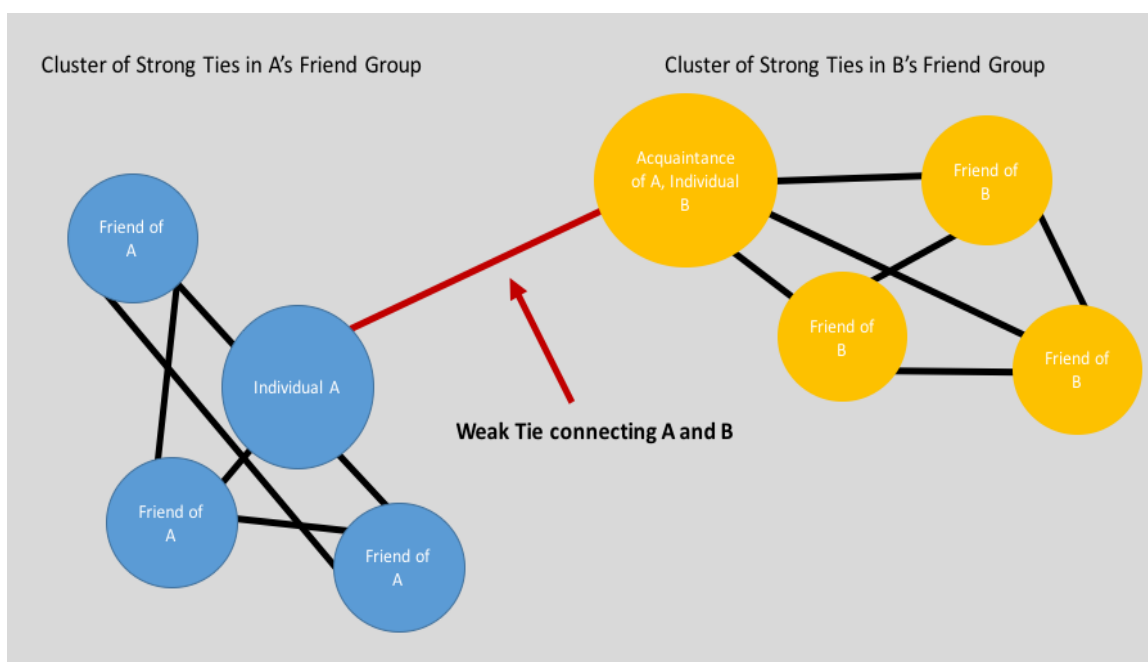 Cluster of Strong Ties in A's Friend Group
Cluster of Strong Ties in B's Friend Group
Acquaintance
of A, Individual
B
Friend of
B
Friend of
A
Friend of
B
Friend of
B
Individual A
Weak Tie connecting A and B
Friend of
A
Friend of
A